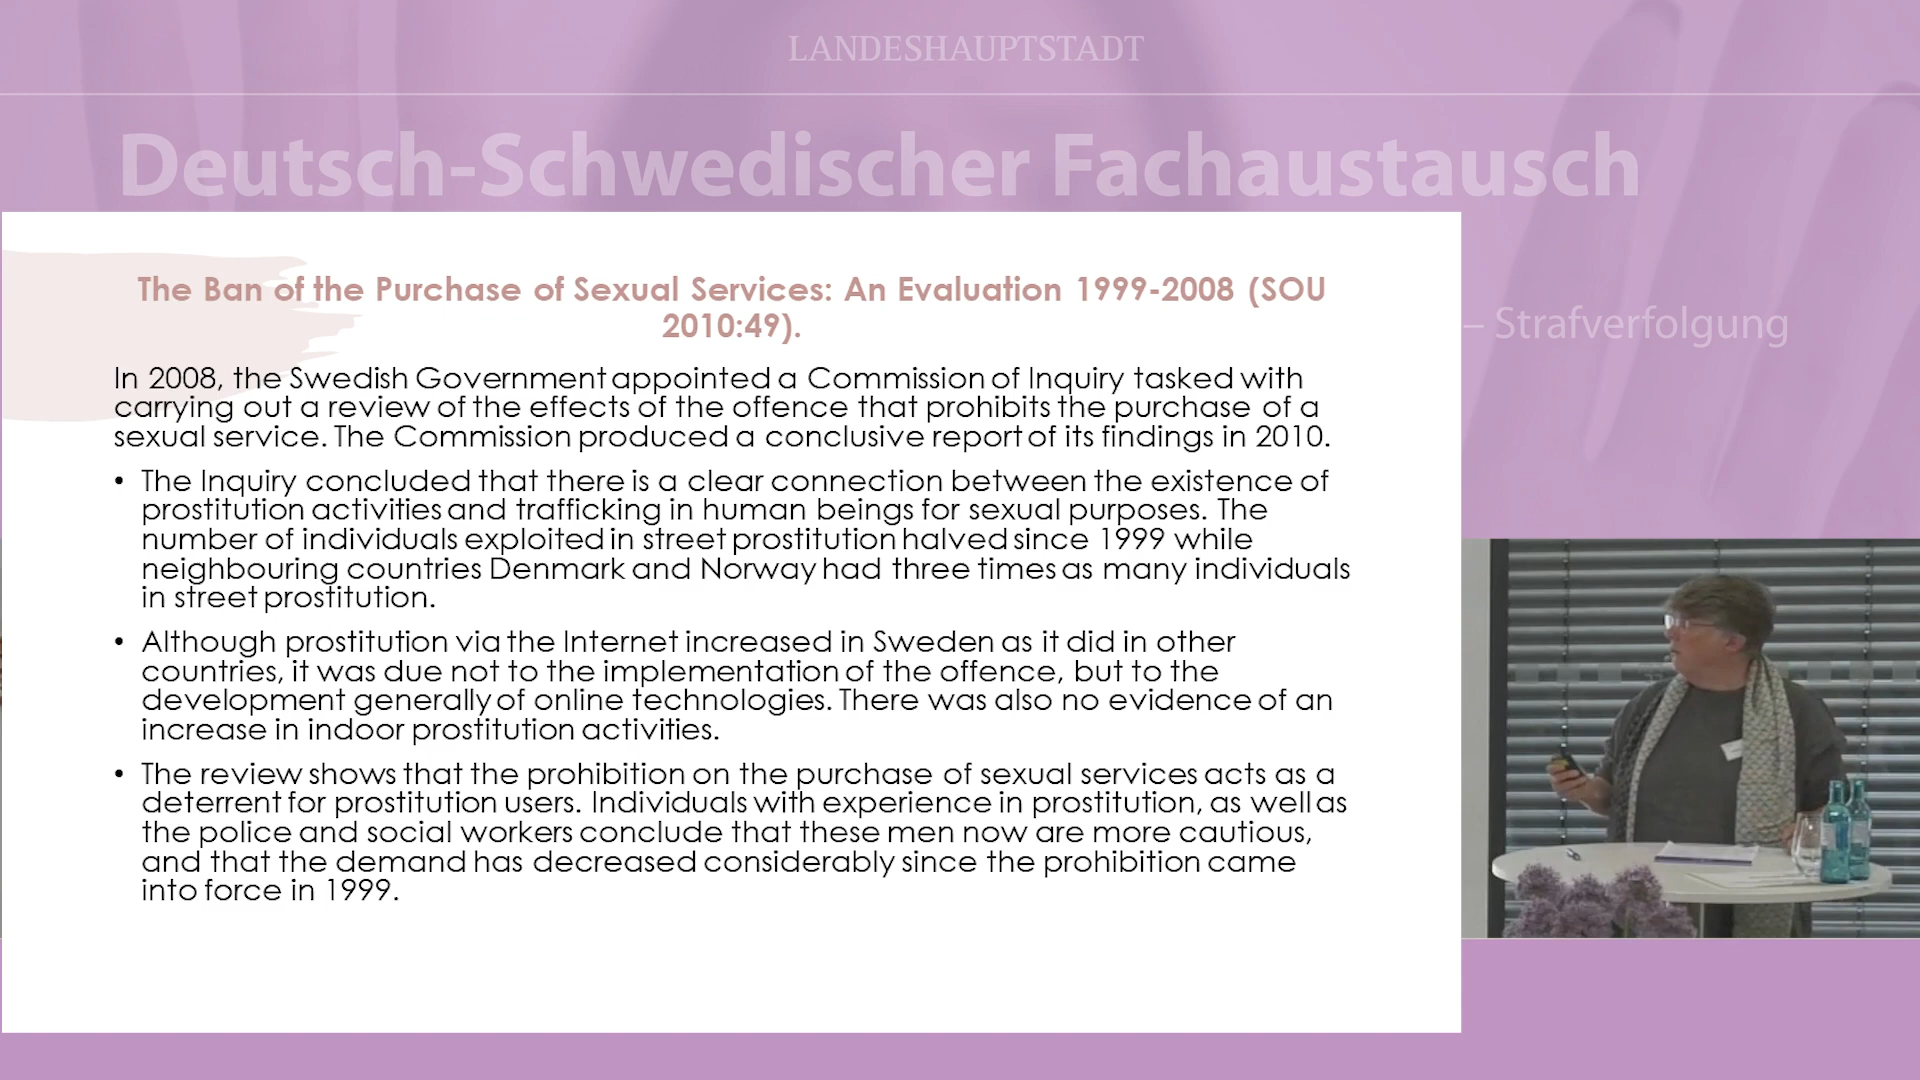 LANDESHAUPTSTADT
Deutsch-Schwedischer Fachaustausch
– Strafverfolgung
The Ban of the Purchase of Sexual Services: An Evaluation 1999-2008 (SOU
2010:49).
In 2008, the Swedish Government appointed a Commission of Inquiry tasked with
carrying out a review of the effects of the offence that prohibits the purchase of a
sexual service. The Commission produced a conclusive report of its findings in 2010.
• The Inquiry concluded that there is a clear connection between the existence of
prostitution activities and trafficking in human beings for sexual purposes. The
number of individuals exploited in street prostitution halved since 1999 while
neighbouring countries Denmark and Norway had three times as many individuals
in street prostitution.
• Although prostitution via the Internet increased in Sweden as it did in other
countries, it was due not to the implementation of the offence, but to the
development generally of online technologies. There was also no evidence of an
increase in indoor prostitution activities.
• The review shows that the prohibition on the purchase of sexual services acts as a
deterrent for prostitution users. Individuals with experience in prostitution, as well as
the police and social workers conclude that these men now are more cautious,
and that the demand has decreased considerably since the prohibition came
into force in 1999.